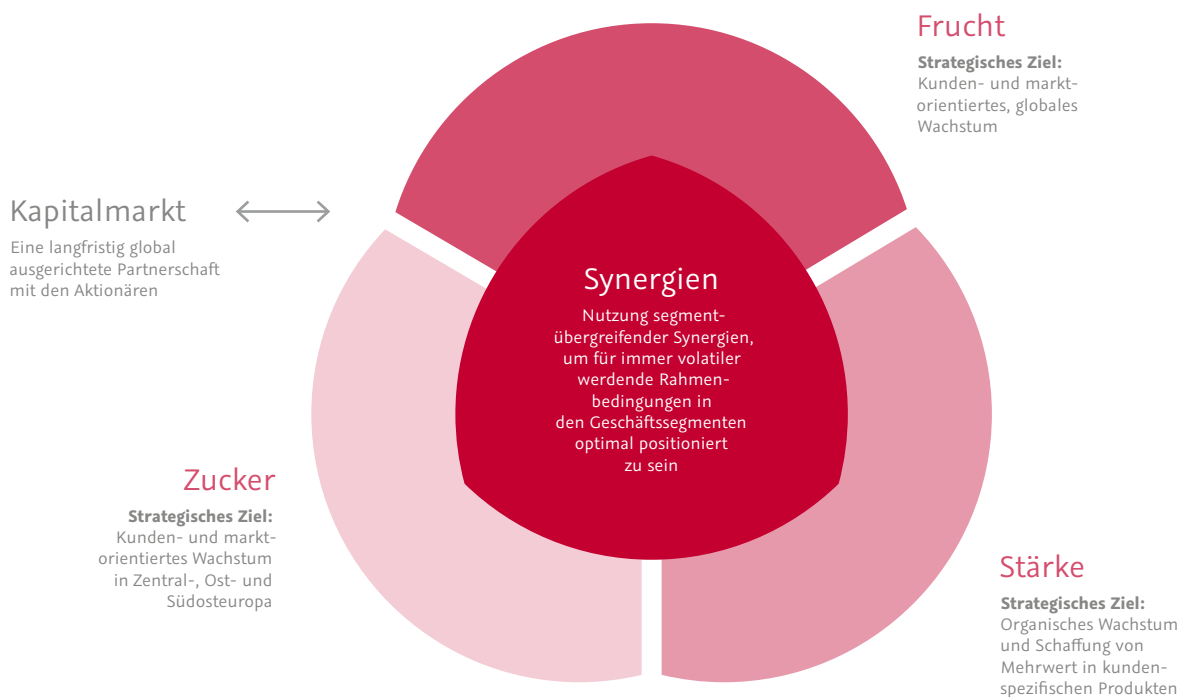 Frucht
Strategisches Ziel:
Kunden- und markt-
orientiertes, globales
Wachstum
Kapitalmarkt
Eine langfristig global
ausgerichtete Partnerschaft
mit den Aktionären
Synergien
Nutzung segment-
übergreifender Synergien,
um für immer volatiler
werdende Rahmen-
bedingungen in
den Geschäftssegmenten
optimal positioniert
zu sein
Zucker
Strategisches Ziel:
Kunden- und markt-
orientiertes Wachstum
in Zentral-, Ost- und
Südosteuropa
Stärke
Strategisches Ziel:
Organisches Wachstum
und Schaffung von
Mehrwert in kunden-
spezifischen Produkten